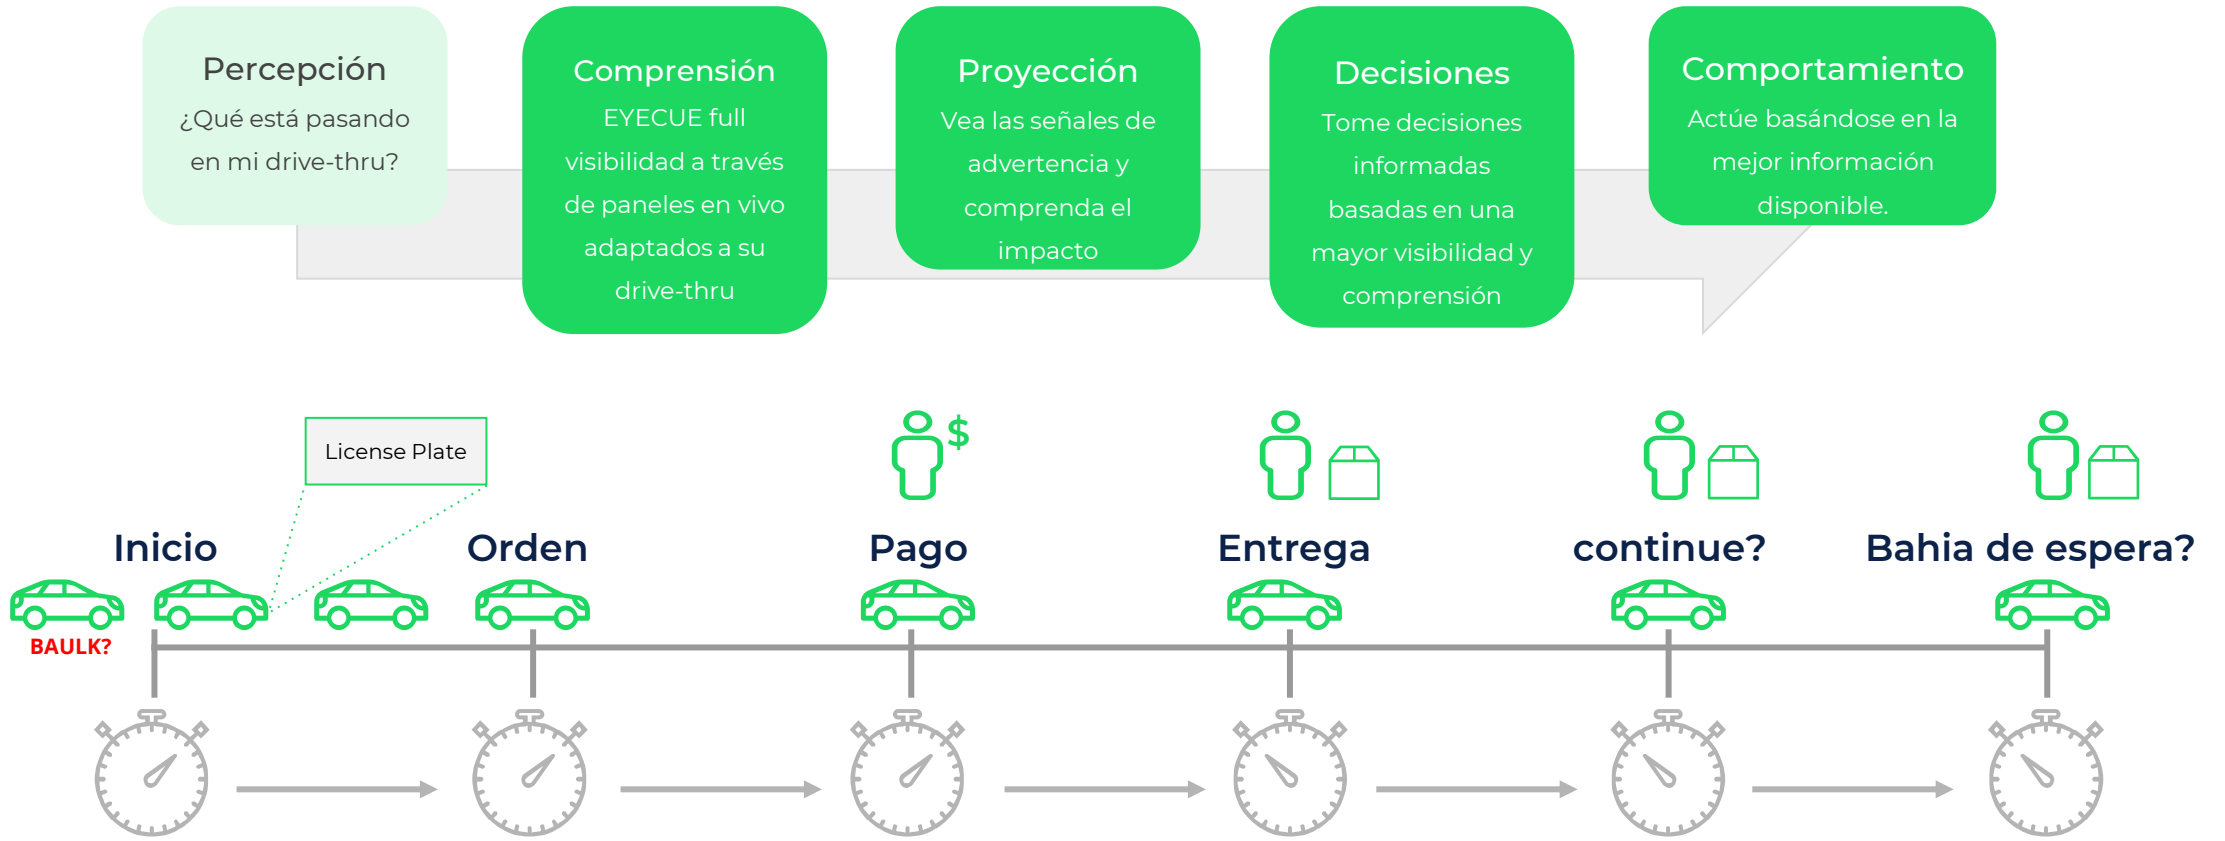 Percepción
¿Qué está pasando
en mi drive-thru?
Comprensión
EYECUE full
visibilidad a través
de paneles en vivo
adaptados a su
drive-thru
Proyección
Vea las señales de
advertencia y
comprenda el
impacto
Decisiones
Tome decisiones
informadas
basadas en una
mayor visibilidad y
comprensión
Comportamiento
Actúe basándose en la
mejor información
disponible.
License Plate
$
Inicio
Orden
Pago
Entrega
continue?
Bahia de espera?
BAULK?